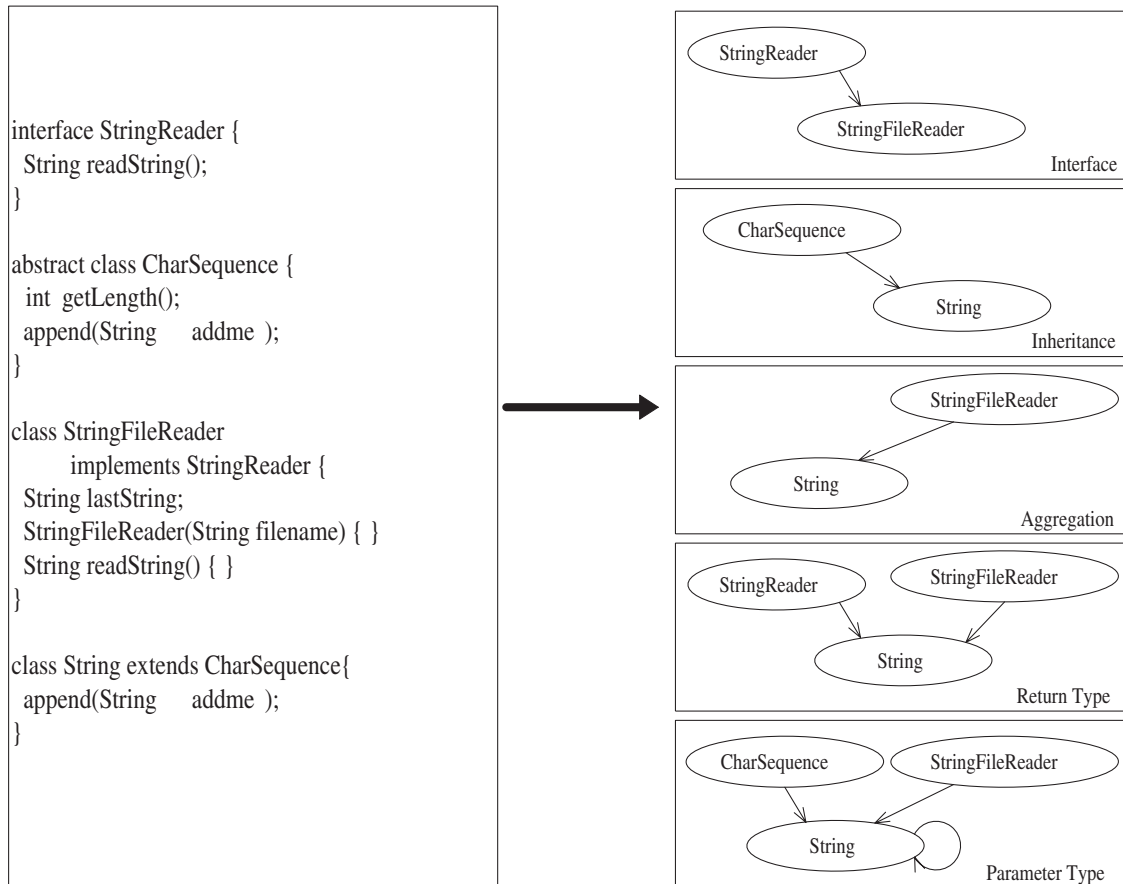 interface StringReader {
String readString();
}
abstract class CharSequence {
int getLength();
append(String addme );
}
class StringFileReader
implements StringReader {
String lastString;
StringFileReader(String filename) { }
String readString() { }
}
class String extends CharSequence{
append(String addme );
}
StringReader
StringFileReader
Interface
CharSequence
String
Inheritance
StringFileReader
String
Aggregation
StringReader
StringFileReader
String
Return Type
CharSequence
StringFileReader
String
Parameter Type